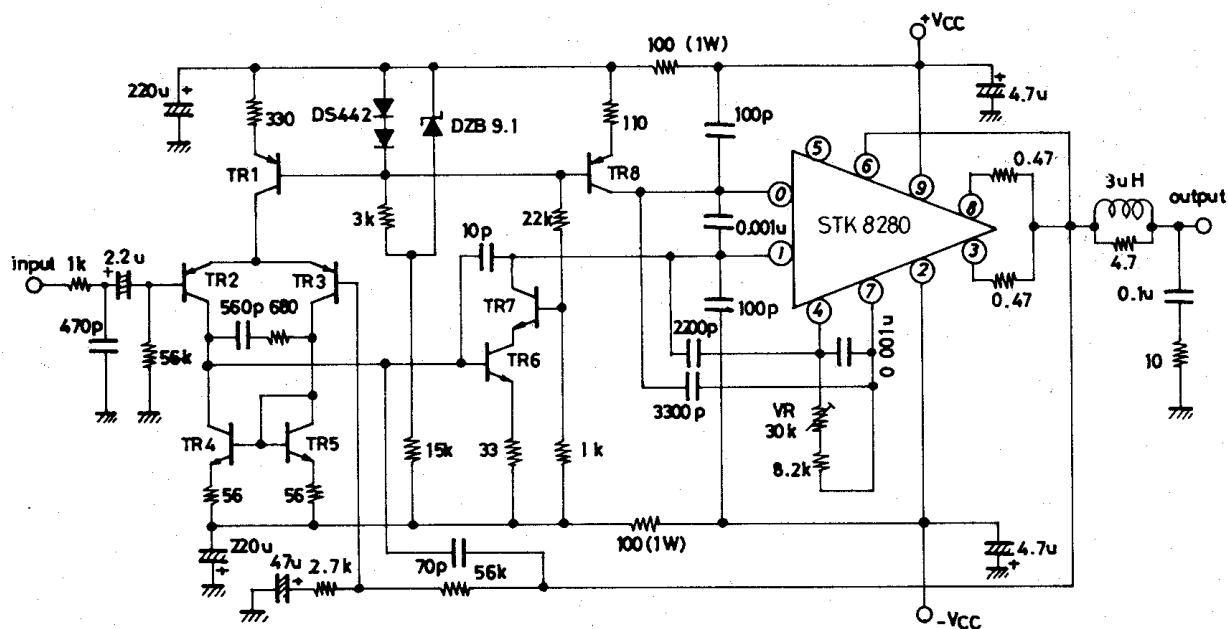 +Vcc
100 (1W)
220u
+
330
DS442
DZB 9.1
110
100p
+
4.7u
TR1
TR8
5
6
9
8
0.47
3uH
output
3k
22k
0
0.001u
STK 8280
input
1k
2.2u
+
TR2
TR3
10p
1
3
2
4.7
560p
680
TR7
100p
4
7
0.47
0.1u
470p
56k
TR6
2200p
0.001u
10
3300p
VR
30k
TR4
TR5
15k
33
1k
8.2k
56
56
220u
+
47u
+
2.7k
70p
56k
100 (1W)
4.7u
+
-Vcc